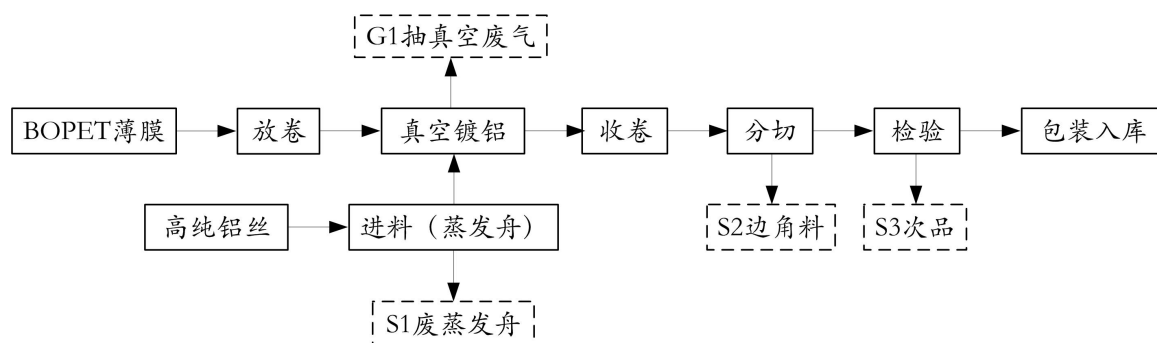 G1抽真空废气
BOPET薄膜
放卷
真空镀铝
收卷
分切
检验
包装入库
高纯铝丝
进料（蒸发舟）
S2边角料
S3次品
S1废蒸发舟